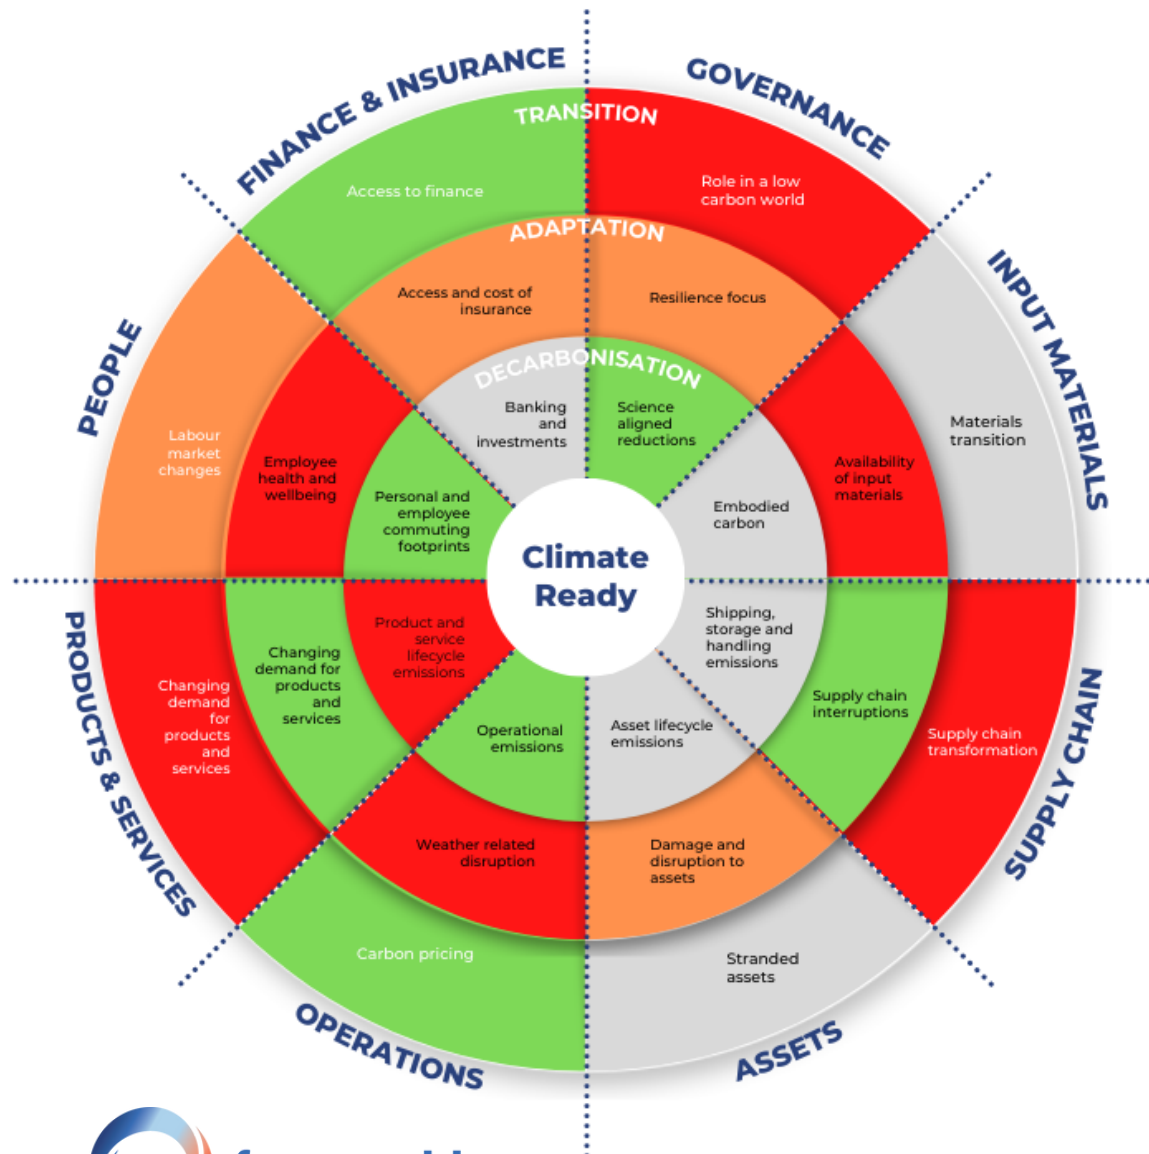 FINANCE & INSURANCE
GOVERNANCE
INPUT MATERIALS
SUPPLY CHAIN
ASSETS
OPERATIONS
PRODUCTS & SERVICES
PEOPLE
TRANSITION
Access to finance
Role in a low
carbon world
Materials
transition
Supply chain
transformation
Stranded
assets
Carbon pricing
Changing
demand
for
products
and
services
Labour
market
changes
ADAPTATION
Access and cost of
insurance
Resilience focus
Availability
of input
materials
Supply chain
interruptions
Damage and
disruption to
assets
Weather related
disruption
Changing
demand for
products
and
services
Employee
health and
wellbeing
DECARBONISATION
Banking
and
investments
Science
aligned
reductions
Embodied
carbon
Shipping,
storage and
handling
emissions
Asset lifecycle
emissions
Operational
emissions
Product and
service
lifecycle
emissions
Personal and
employee
commuting
footprints
Climate
Ready